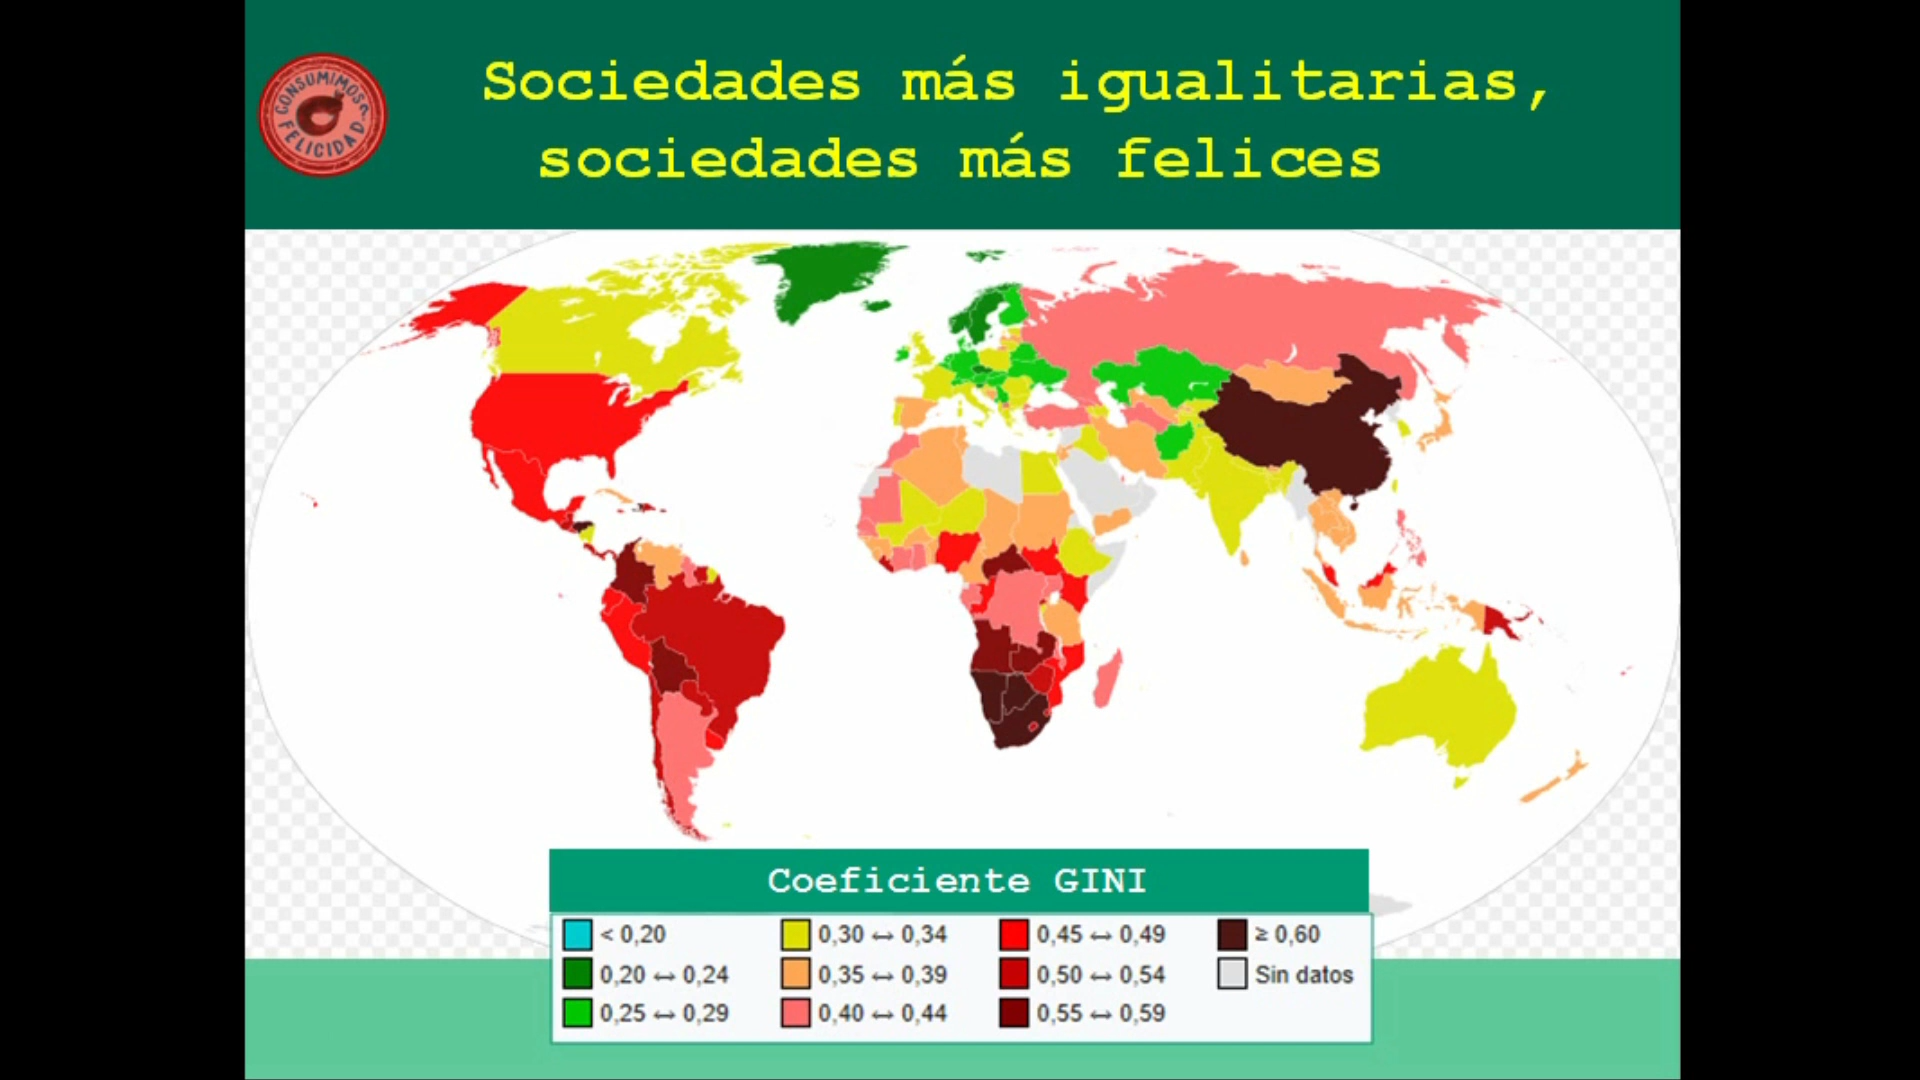 CONSUMIMOS
FELICIDAD?
Sociedades más igualitarias,
sociedades más felices
Coeficiente GINI
< 0,20
0,20 ↔ 0,24
0,25 ↔ 0,29
0,30 ↔ 0,34
0,35 ↔ 0,39
0,40 ↔ 0,44
0,45 ↔ 0,49
0,50 ↔ 0,54
0,55 ↔ 0,59
≥ 0,60
Sin datos